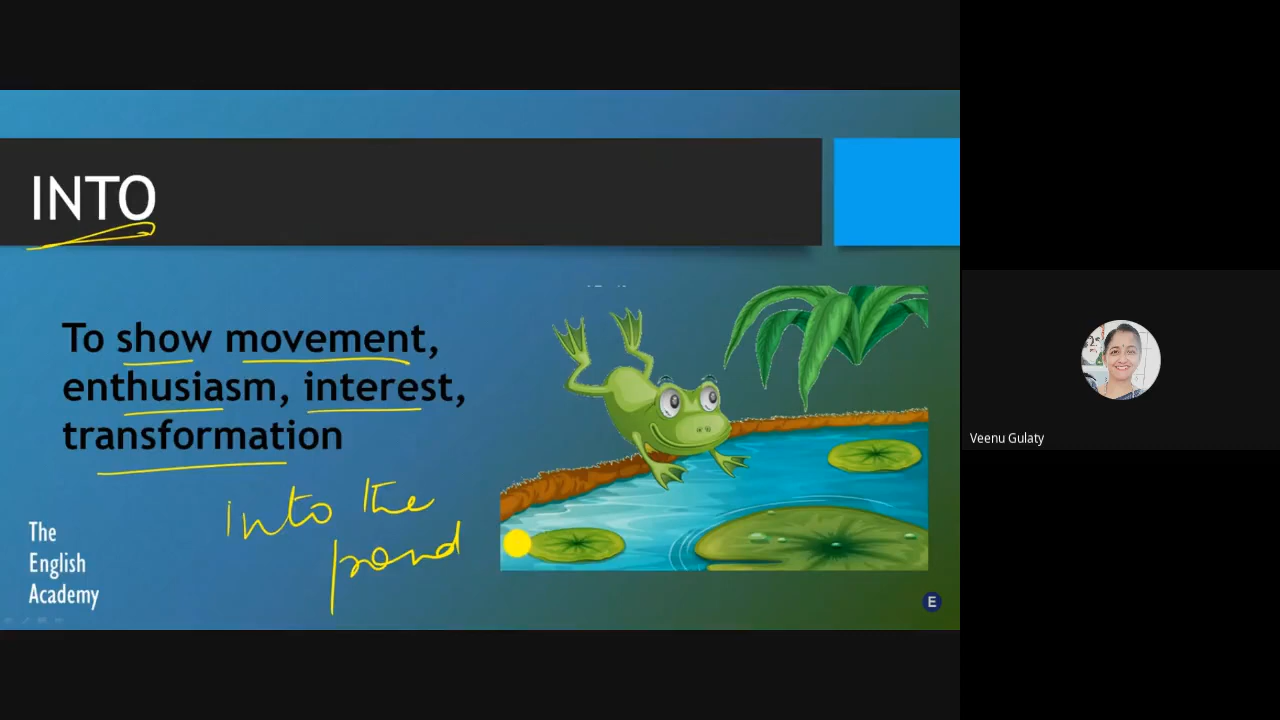 INTO
To show movement,
enthusiasm, interest,
transformation
into the
pond
The
English
Academy
E
Veenu Gulaty